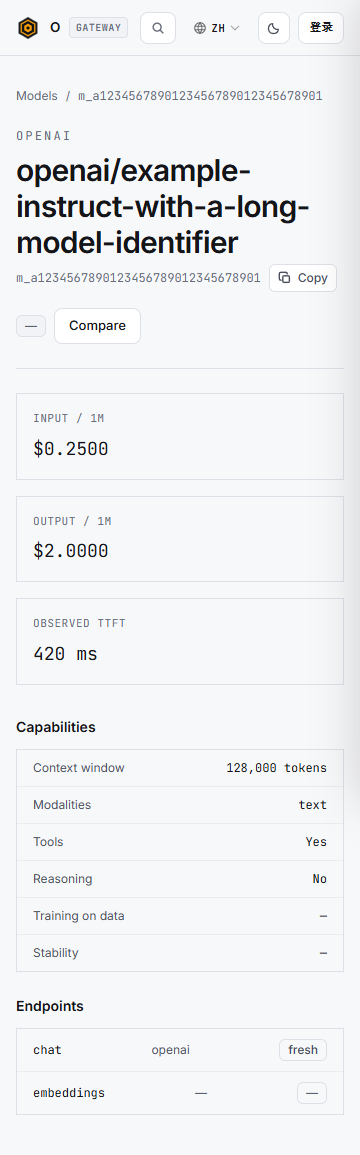 O GATEWAY ZH 登录
Models / m_a1234567890123456789012345678901
OPENAI
openai/example-
instruct-with-a-long-
model-identifier
m_a1234567890123456789012345678901 Copy
— Compare
INPUT / 1M
$0.2500
OUTPUT / 1M
$2.0000
OBSERVED TTFT
420 ms
Capabilities
Context window 128,000 tokens
Modalities text
Tools Yes
Reasoning No
Training on data —
Stability —
Endpoints
chat openai fresh
embeddings — —